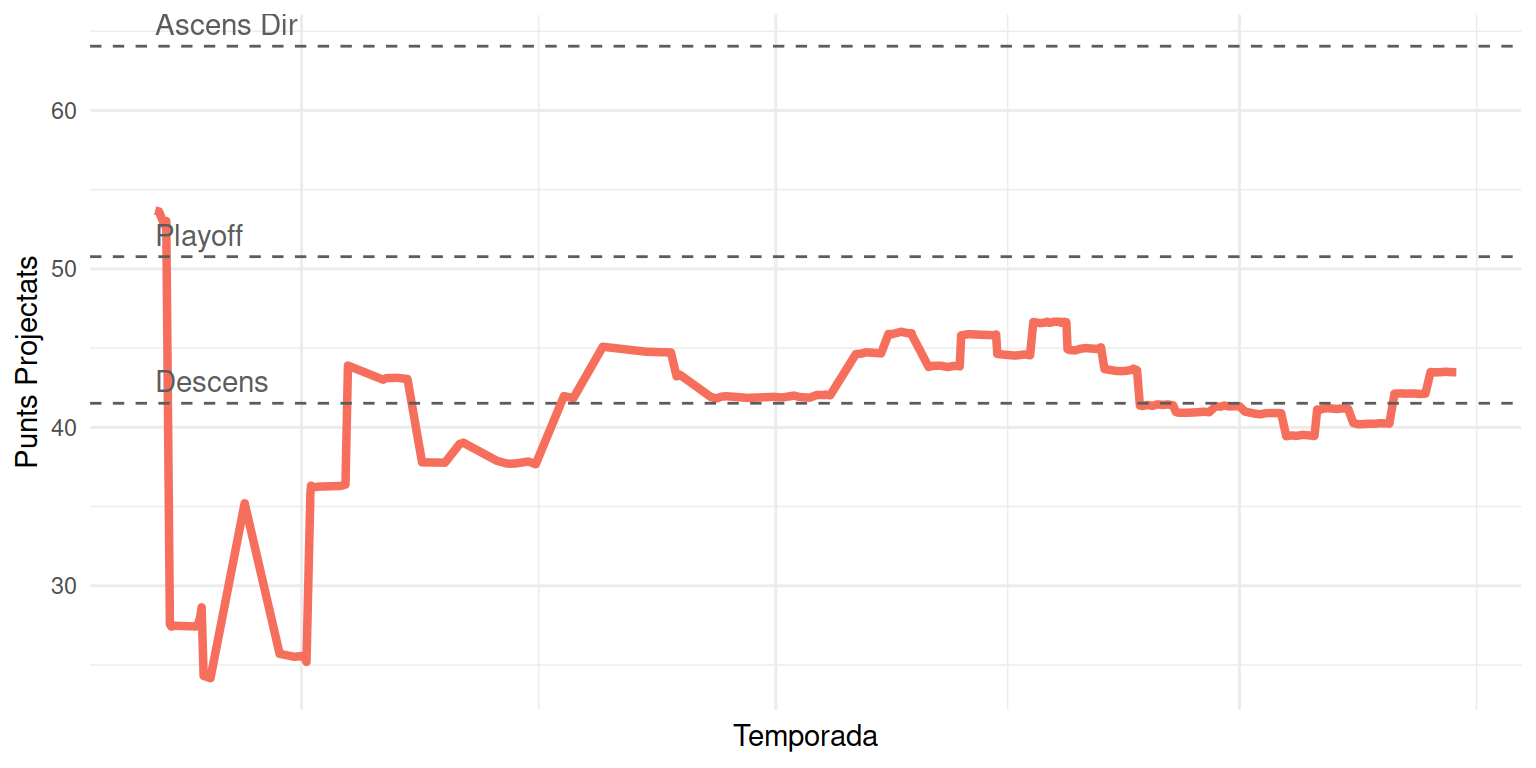 Ascens Dir
60
Playoff
50
Descens
40
30
Punts Projectats
Temporada